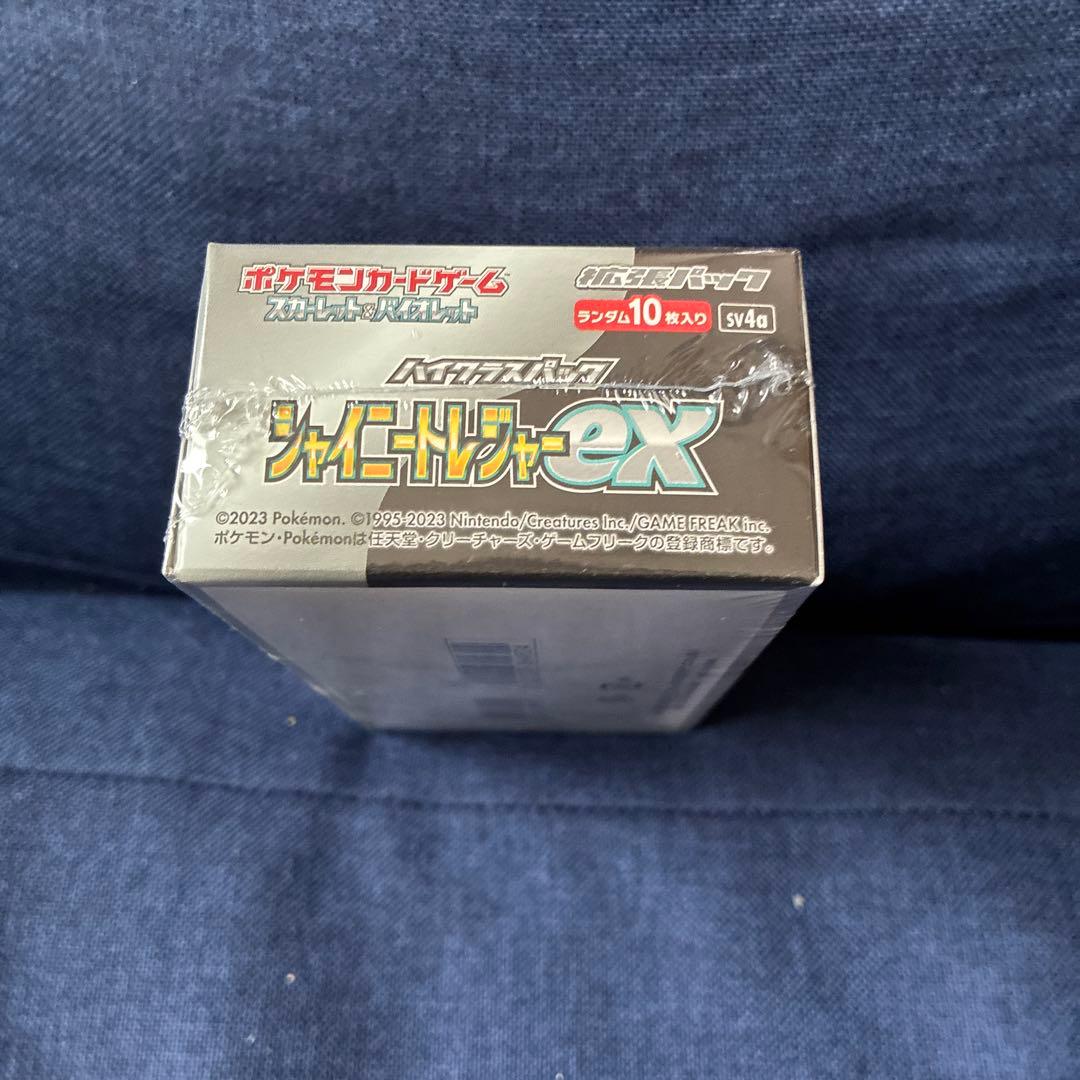 ポケモンカードゲーム™
スカーレット&バイオレット
拡張パック
ランダム10枚入り
sv4a
ハイクラスパック
シャイニートレジャーex
©2023 Pokémon. ©1995-2023 Nintendo/Creatures Inc./GAME FREAK inc.
ポケモン・Pokémonは任天堂・クリーチャーズ・ゲームフリークの登録商標です。